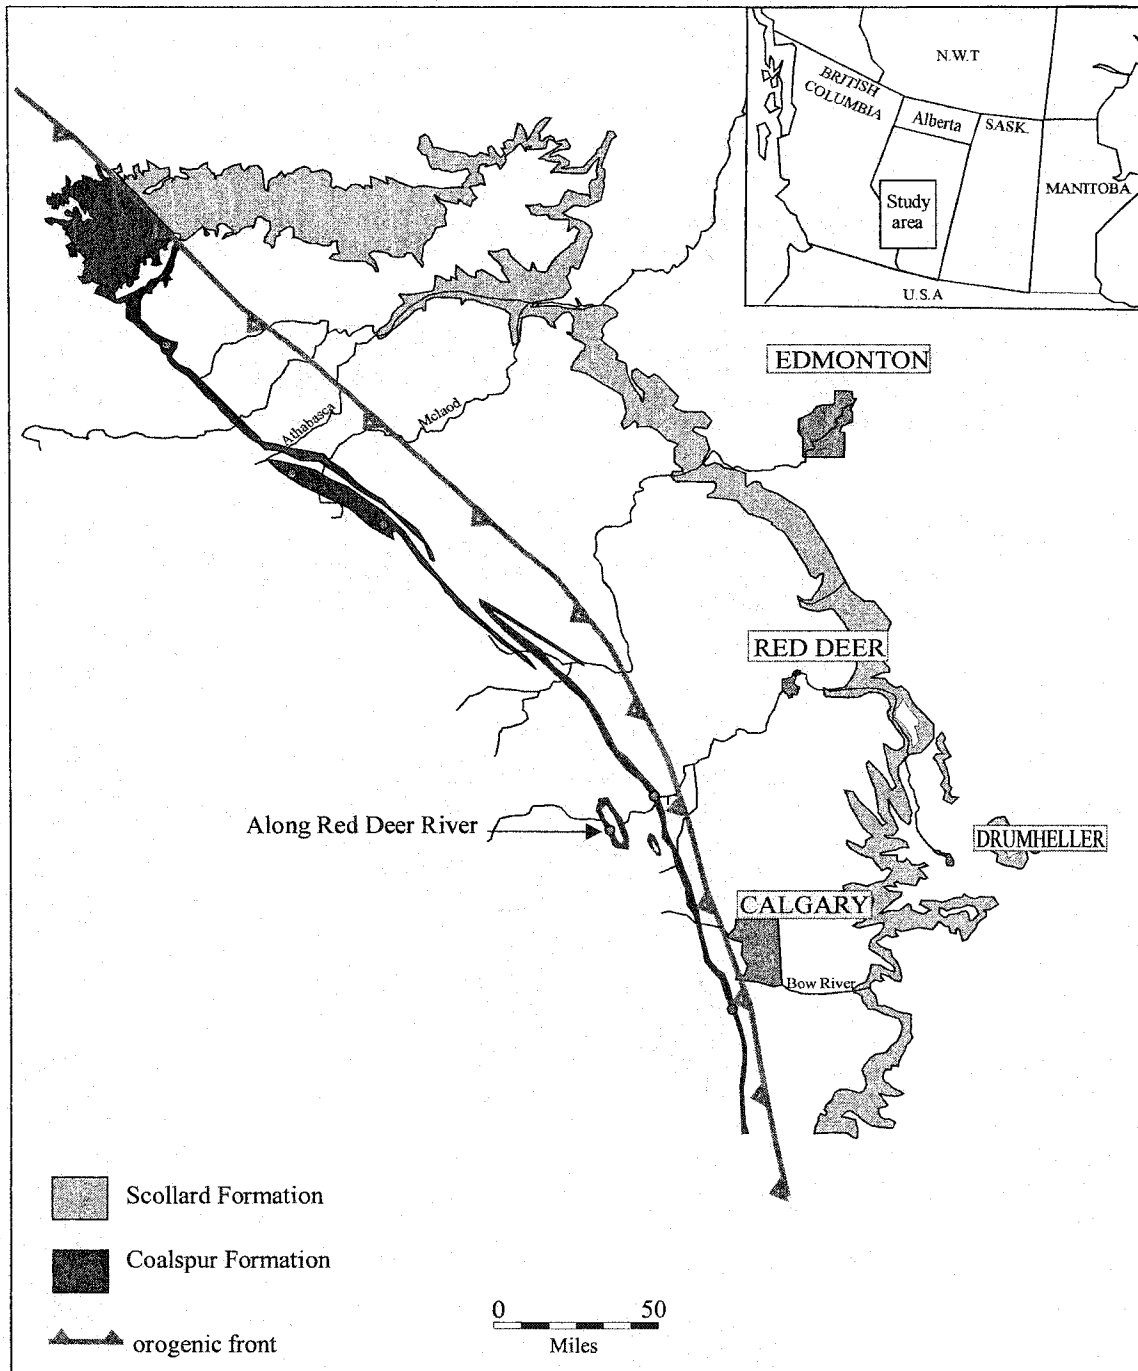 N.W.T
BRITISH
COLUMBIA
Alberta
SASK.
MANITOBA
Study
area
U.S.A
EDMONTON
Athabasca
Mclaod
RED DEER
Along Red Deer River
DRUMHELLER
CALGARY
Bow River
Scollard Formation
Coalspur Formation
orogenic front
0 50
Miles